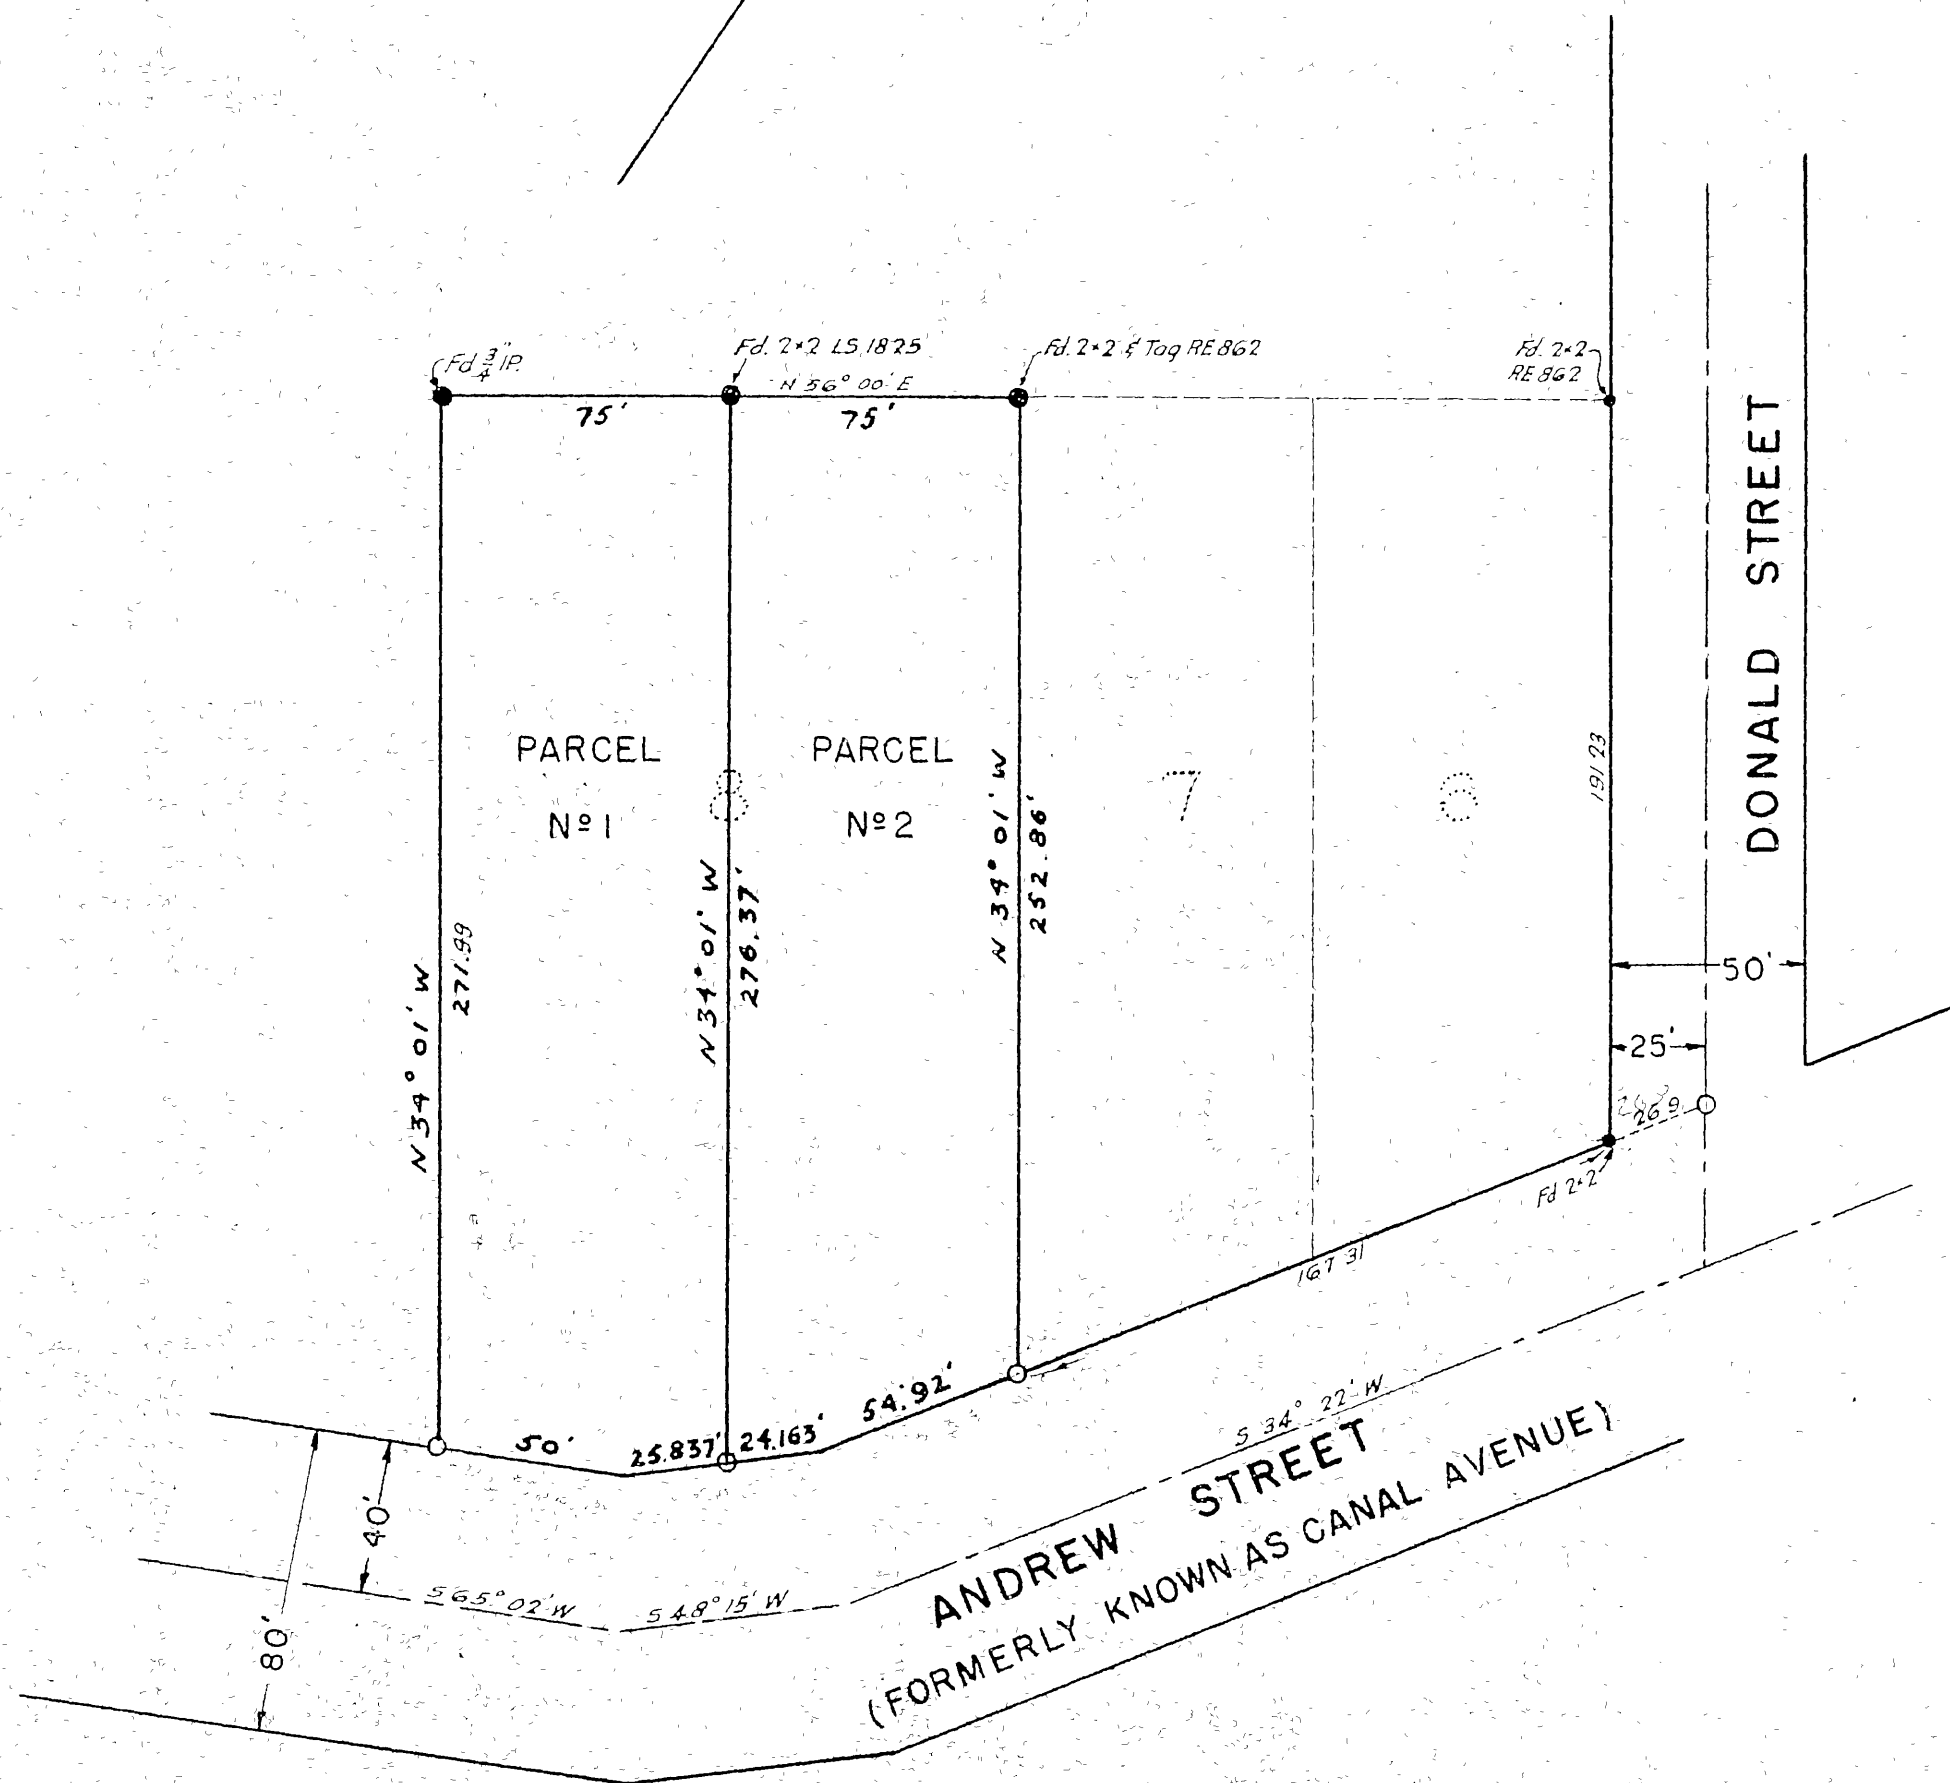 Fd 3/4" IP.
Fd. 2×2 LS 1825
Fd. 2×2 & Tag RE 862
Fd. 2×2
RE 862
N 56° 00' E
75'
75'
PARCEL
Nº 1
8
PARCEL
Nº 2
7
N 34° 01' W
271.99
N 34° 01' W
276.37'
N 34° 01' W
252.86'
191 23
DONALD STREET
50'
25'
26 9
Fd 2×2
167 31
50'
25.837'
24.163'
54.92'
40'
80'
S 65° 02' W
S 48° 15' W
S 34° 22' W
ANDREW STREET
(FORMERLY KNOWN AS CANAL AVENUE)